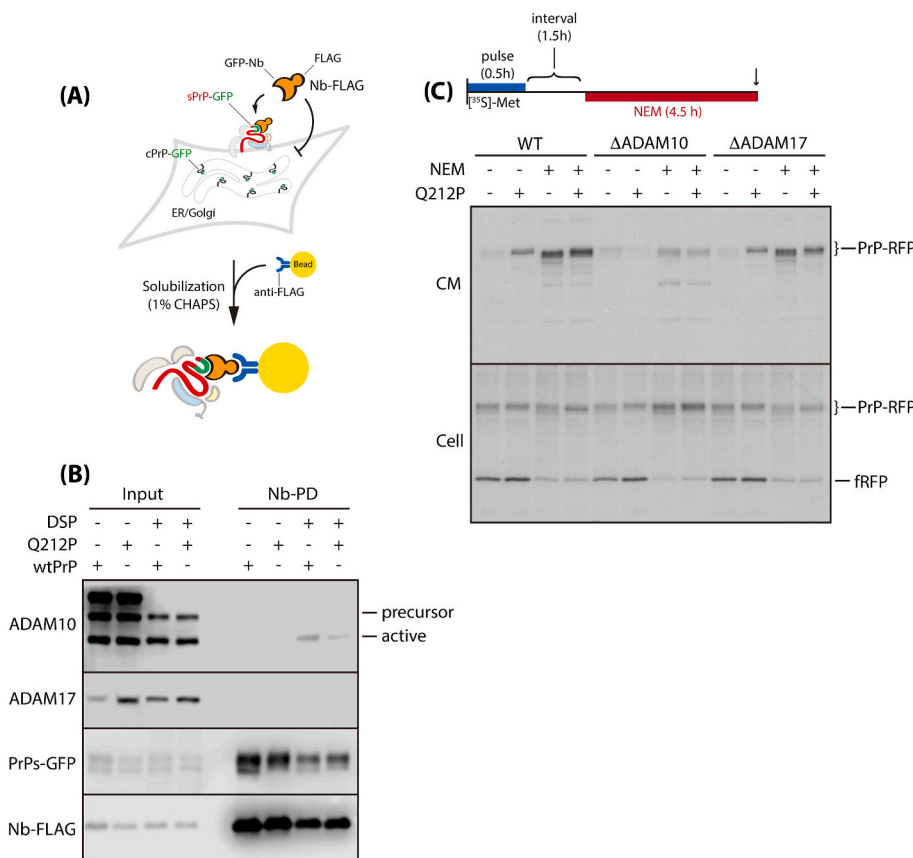 (A)
GFP-Nb
FLAG
Nb-FLAG
sPrP-GFP
cPrP-GFP
ER/Golgi
Solubilization
(1% CHAPS)
Bead
anti-FLAG
(B)
Input
Nb-PD
DSP - - + + - - + +
Q212P - + - + - + - +
wtPrP + - + - + - + -
ADAM10
precursor
active
ADAM17
PrPs-GFP
Nb-FLAG
(C)
interval
(1.5h)
pulse
(0.5h)
[³⁵S]-Met
NEM (4.5 h)
WT
ΔADAM10
ΔADAM17
NEM - - + + - - + + - - + +
Q212P - + - + - + - + - + - +
CM
}—PrP-RFP
Cell
}—PrP-RFP
fRFP